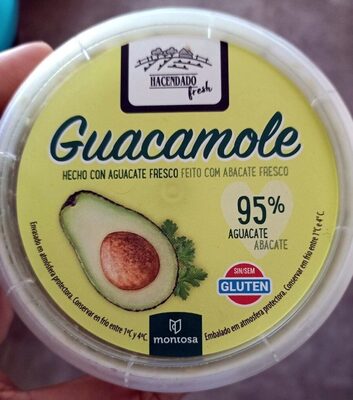 HACENDADO
fresh
Guacamole
HECHO CON AGUACATE FRESCO FEITO COM ABACATE FRESCO
95%
AGUACATE
ABACATE
SIN/SEM
GLUTEN
Envasado en atmósfera protectora. Conservar en frío entre 1°C y 4°C.
Embalado em atmosfera protectora. Conservar em frio entre 1°C e 4°C.
montosa